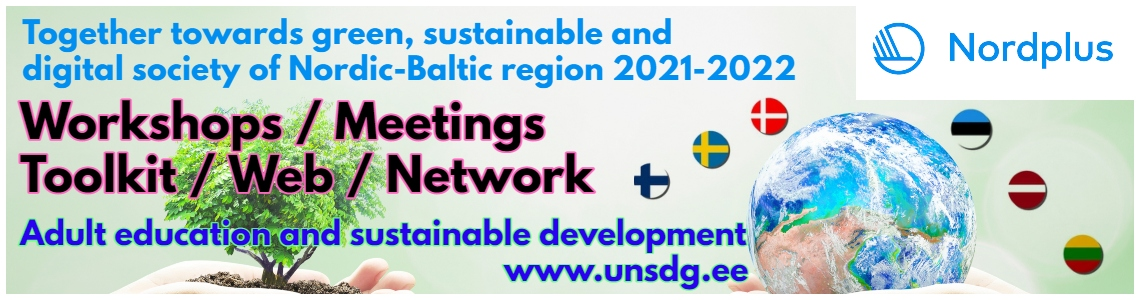 Together towards green, sustainable and
digital society of Nordic-Baltic region 2021-2022
Nordplus
Workshops / Meetings
Toolkit / Web / Network
Adult education and sustainable development
www.unsdg.ee